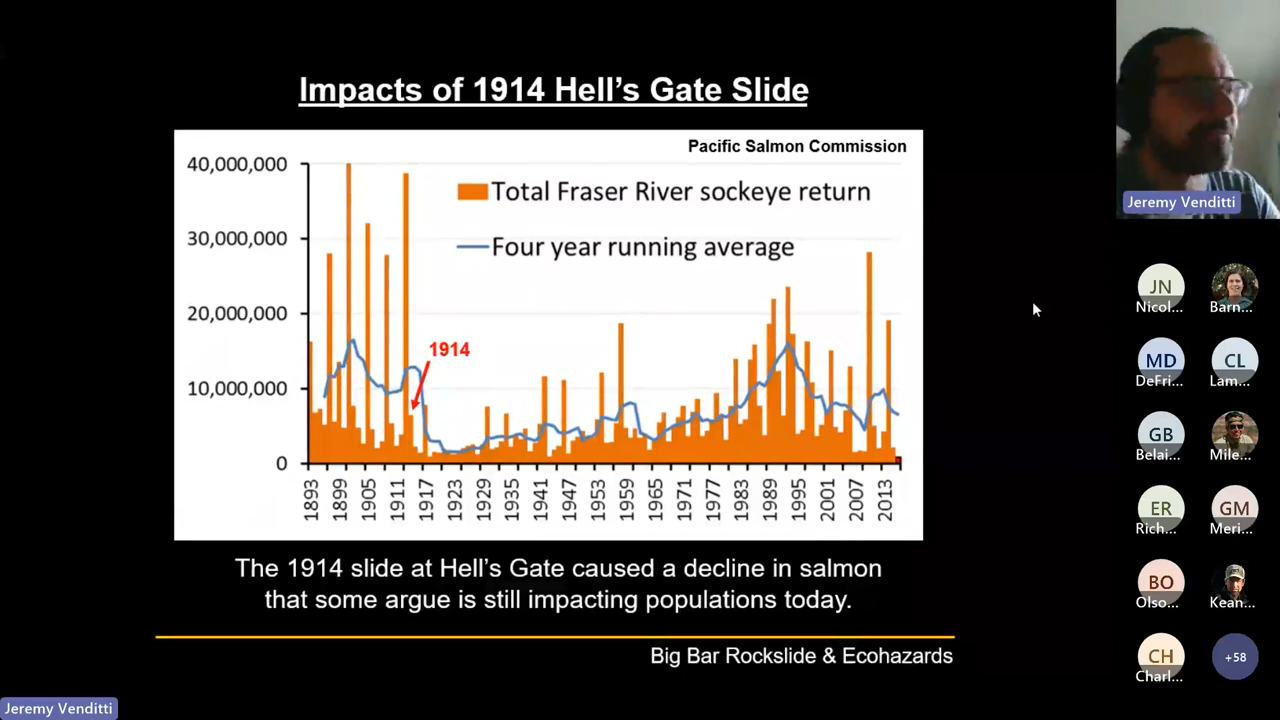 Impacts of 1914 Hell's Gate Slide
Pacific Salmon Commission
40,000,000
30,000,000
20,000,000
10,000,000
0
Total Fraser River sockeye return
Four year running average
1914
1893
1899
1905
1911
1917
1923
1929
1935
1941
1947
1953
1959
1965
1971
1977
1983
1989
1995
2001
2007
2013
The 1914 slide at Hell's Gate caused a decline in salmon
that some argue is still impacting populations today.
Big Bar Rockslide & Ecohazards
Jeremy Venditti
Jeremy Venditti
JN
Nicol...
Barn...
MD
DeFri...
CL
Lam...
GB
Belai...
Mile...
ER
Rich...
GM
Meri...
BO
Olso...
Kean...
CH
Charl...
+58